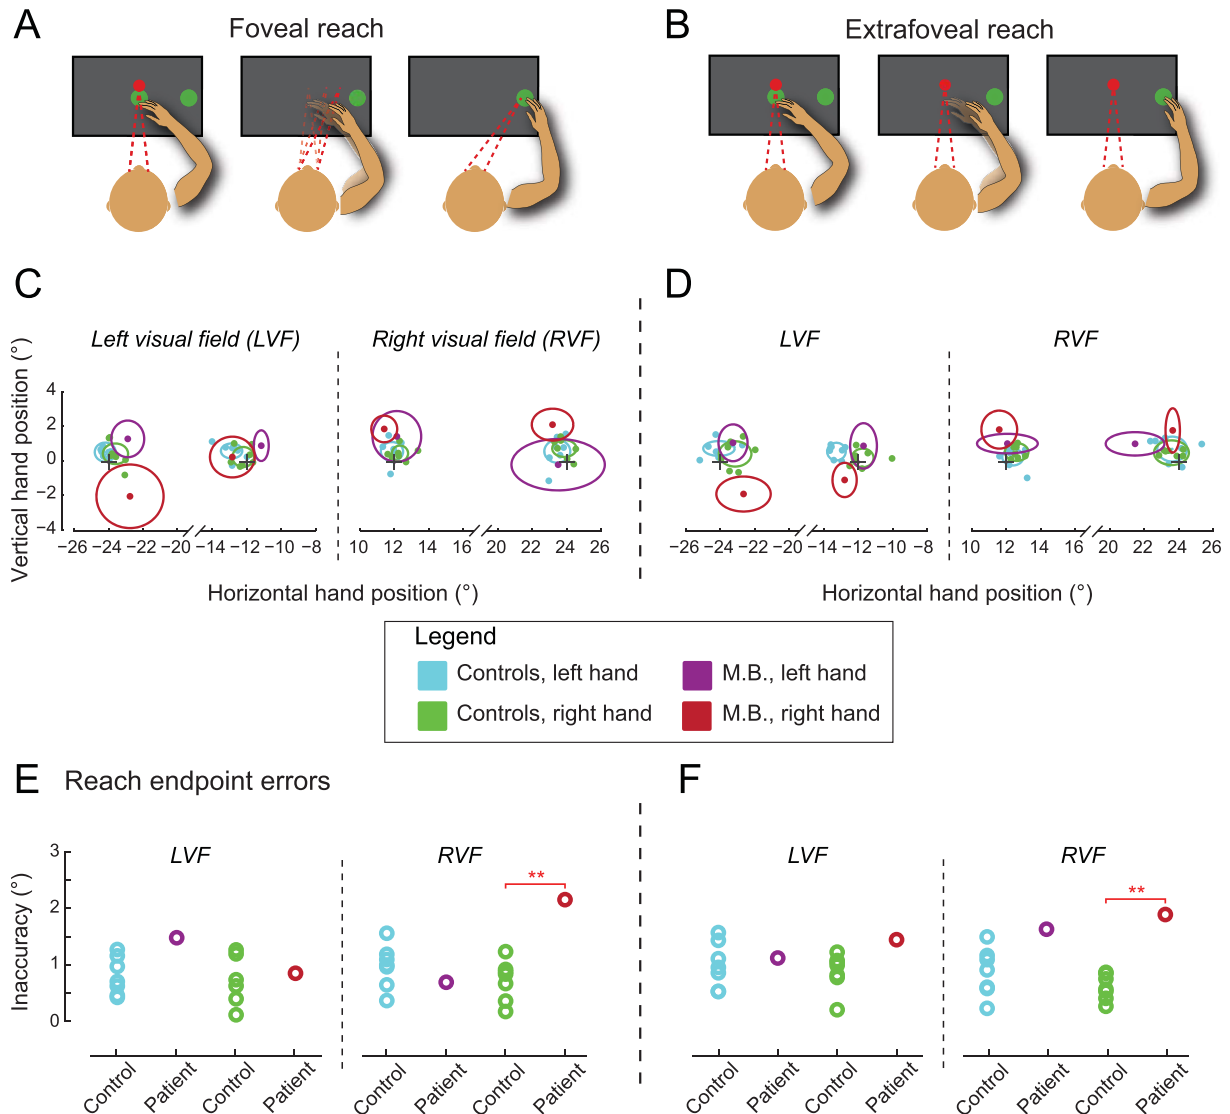 A
Foveal reach
B
Extrafoveal reach
C
D
Left visual field (LVF)
Right visual field (RVF)
LVF
RVF
Vertical hand position (°)
4
2
0
−2
−4
−26 −24 −22 −20 −14 −12 −10 −8
10 12 14 16 20 22 24 26
−26 −24 −22 −20 −14 −12 −10 −8
10 12 14 16 20 22 24 26
Horizontal hand position (°)
Horizontal hand position (°)
Legend
Controls, left hand
M.B., left hand
Controls, right hand
M.B., right hand
E
Reach endpoint errors
F
LVF
RVF
LVF
RVF
**
**
Inaccuracy (°)
3
2
1
0
Control Patient Control Patient
Control Patient Control Patient
Control Patient Control Patient
Control Patient Control Patient